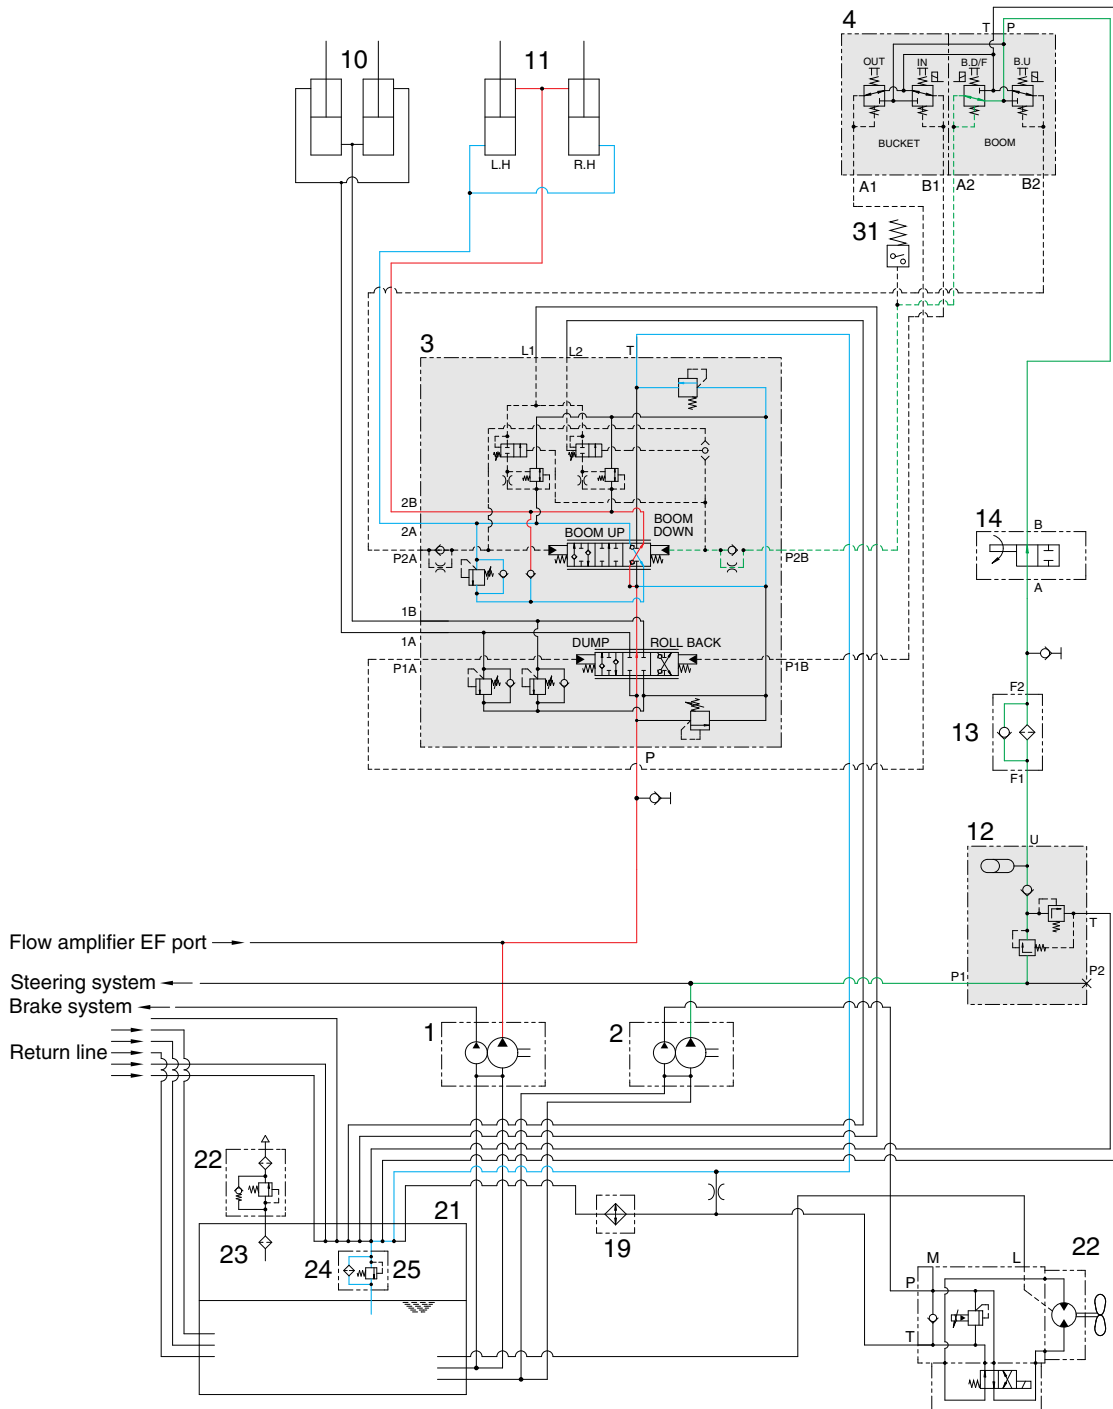 4
T P
10
11
OUT
IN
B.D/F
B.U
BUCKET
BOOM
L.H
R.H
A1
B1
A2
B2
31
3
L1
L2
T
2B
2A
BOOM UP
BOOM DOWN
P2A
P2B
14
B
A
1B
1A
DUMP
ROLL BACK
P1A
P1B
P
F2
13
F1
12
U
T
Flow amplifier EF port
Steering system
P1
P2
Brake system
1
2
Return line
22
21
23
24
25
19
M
L
22
P
T